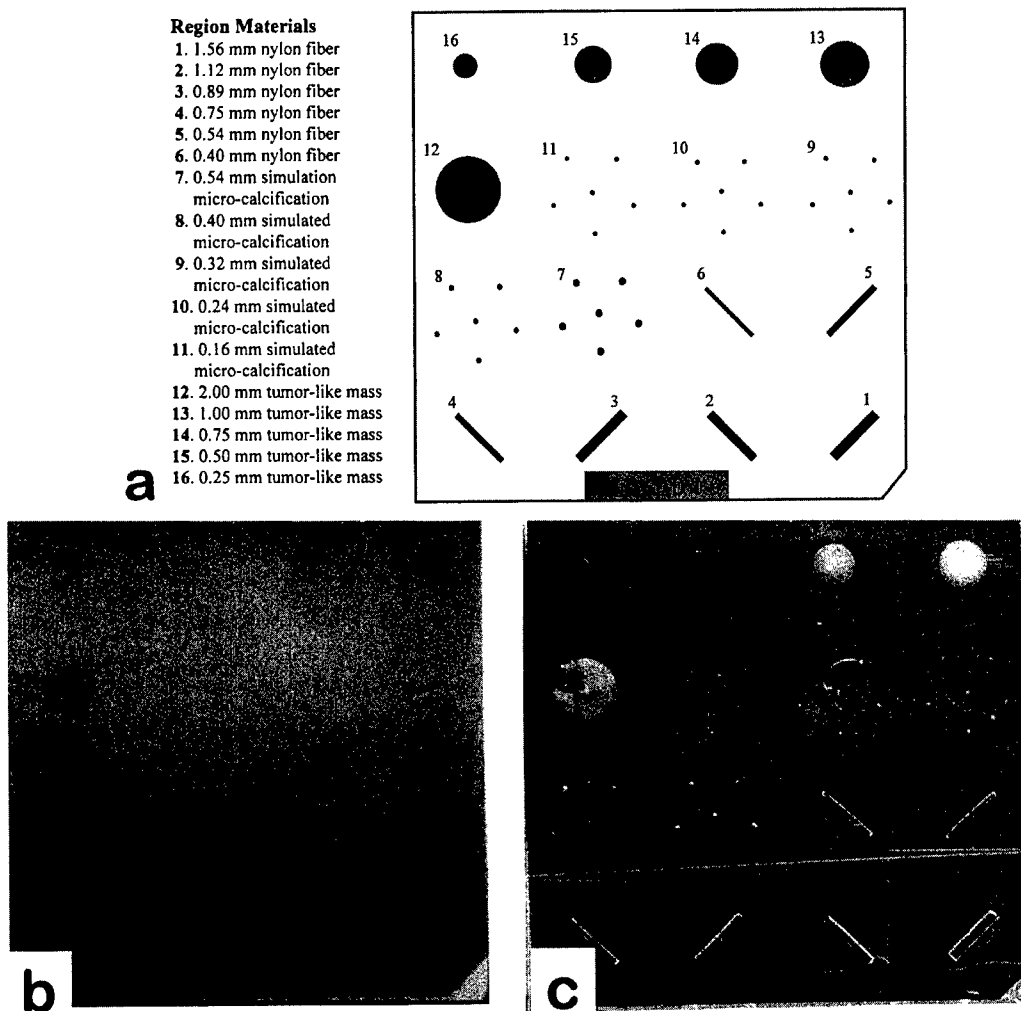 Region Materials
1. 1.56 mm nylon fiber
2. 1.12 mm nylon fiber
3. 0.89 mm nylon fiber
4. 0.75 mm nylon fiber
5. 0.54 mm nylon fiber
6. 0.40 mm nylon fiber
7. 0.54 mm simulation
micro-calcification
8. 0.40 mm simulated
micro-calcification
9. 0.32 mm simulated
micro-calcification
10. 0.24 mm simulated
micro-calcification
11. 0.16 mm simulated
micro-calcification
12. 2.00 mm tumor-like mass
13. 1.00 mm tumor-like mass
14. 0.75 mm tumor-like mass
15. 0.50 mm tumor-like mass
16. 0.25 mm tumor-like mass
a
16 15 14 13
12 11 10 9
8 7 6 5
4 3 2 1
b
c